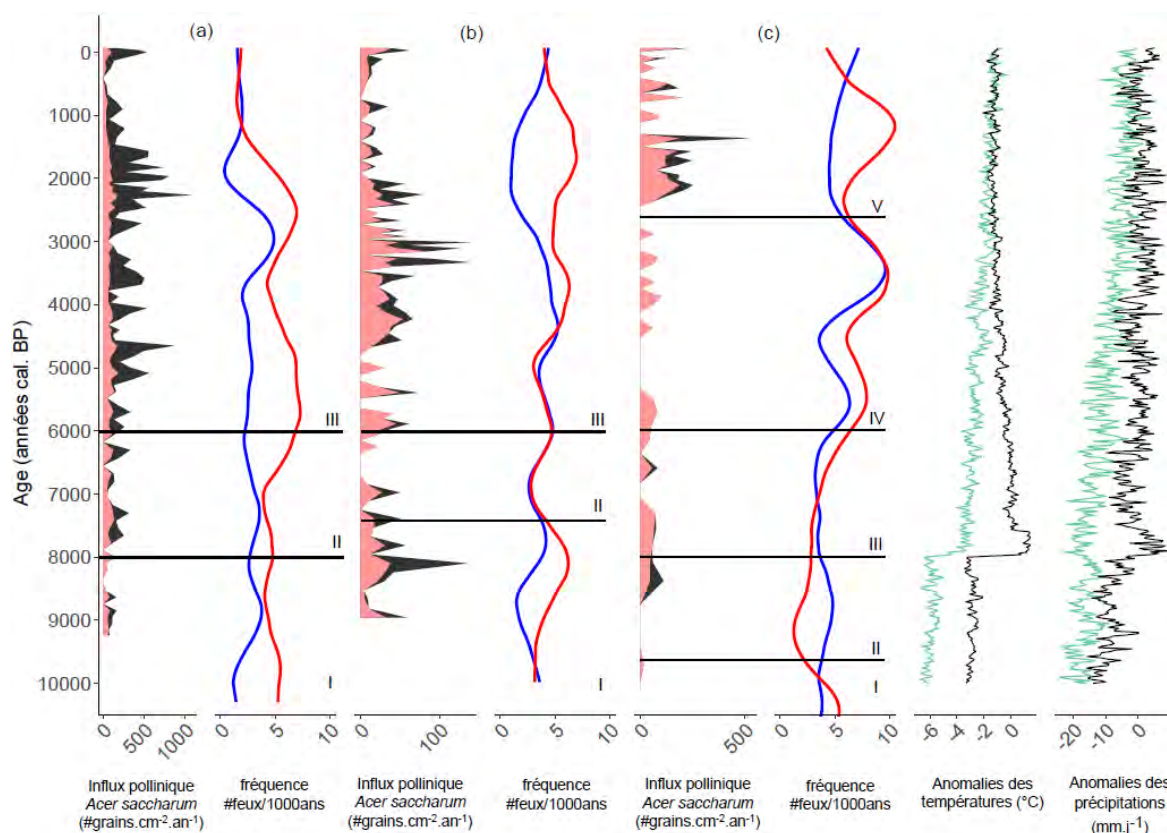 (a) (b) (c)
Age (années cal. BP)
0
1000
2000
3000
4000
5000
6000
7000
8000
9000
10000
III
II
I
III
II
I
V
IV
III
II
I
0 500 1000
0 5 10
0 100
0 5 10
0 500
0 5 10
-6 -2 0
-20 -10 0
Influx pollinique
Acer saccharum
(#grains.cm-2.an-1)
fréquence
#feux/1000ans
Influx pollinique
Acer saccharum
(#grains.cm-2.an-1)
fréquence
#feux/1000ans
Influx pollinique
Acer saccharum
(#grains.cm-2.an-1)
fréquence
#feux/1000ans
Anomalies des
températures (°C)
Anomalies des
précipitations
(mm.j-1)